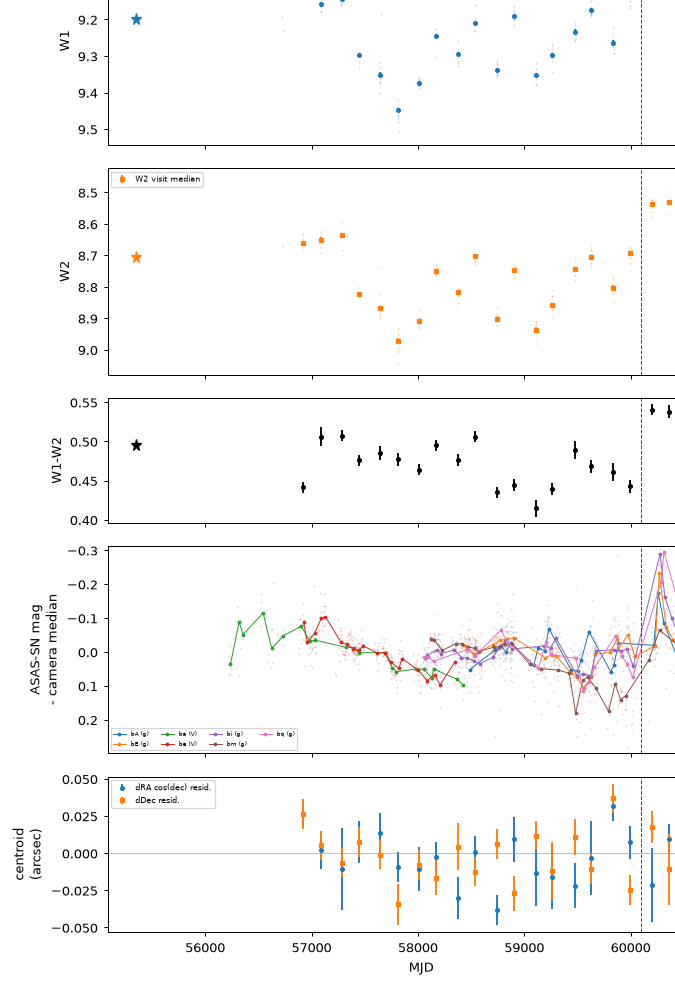 9.2
9.3
9.4
9.5
W1
W2 visit median
8.5
8.6
8.7
8.8
8.9
9.0
W2
0.55
0.50
0.45
0.40
W1-W2
−0.3
−0.2
−0.1
0.0
0.1
0.2
ASAS-SN mag
- camera median
bA (g) ba (V) bi (g) bq (g)
bE (g) be (V) bm (g)
dRA cos(dec) resid.
dDec resid.
0.050
0.025
0.000
−0.025
−0.050
centroid
(arcsec)
56000 57000 58000 59000 60000
MJD